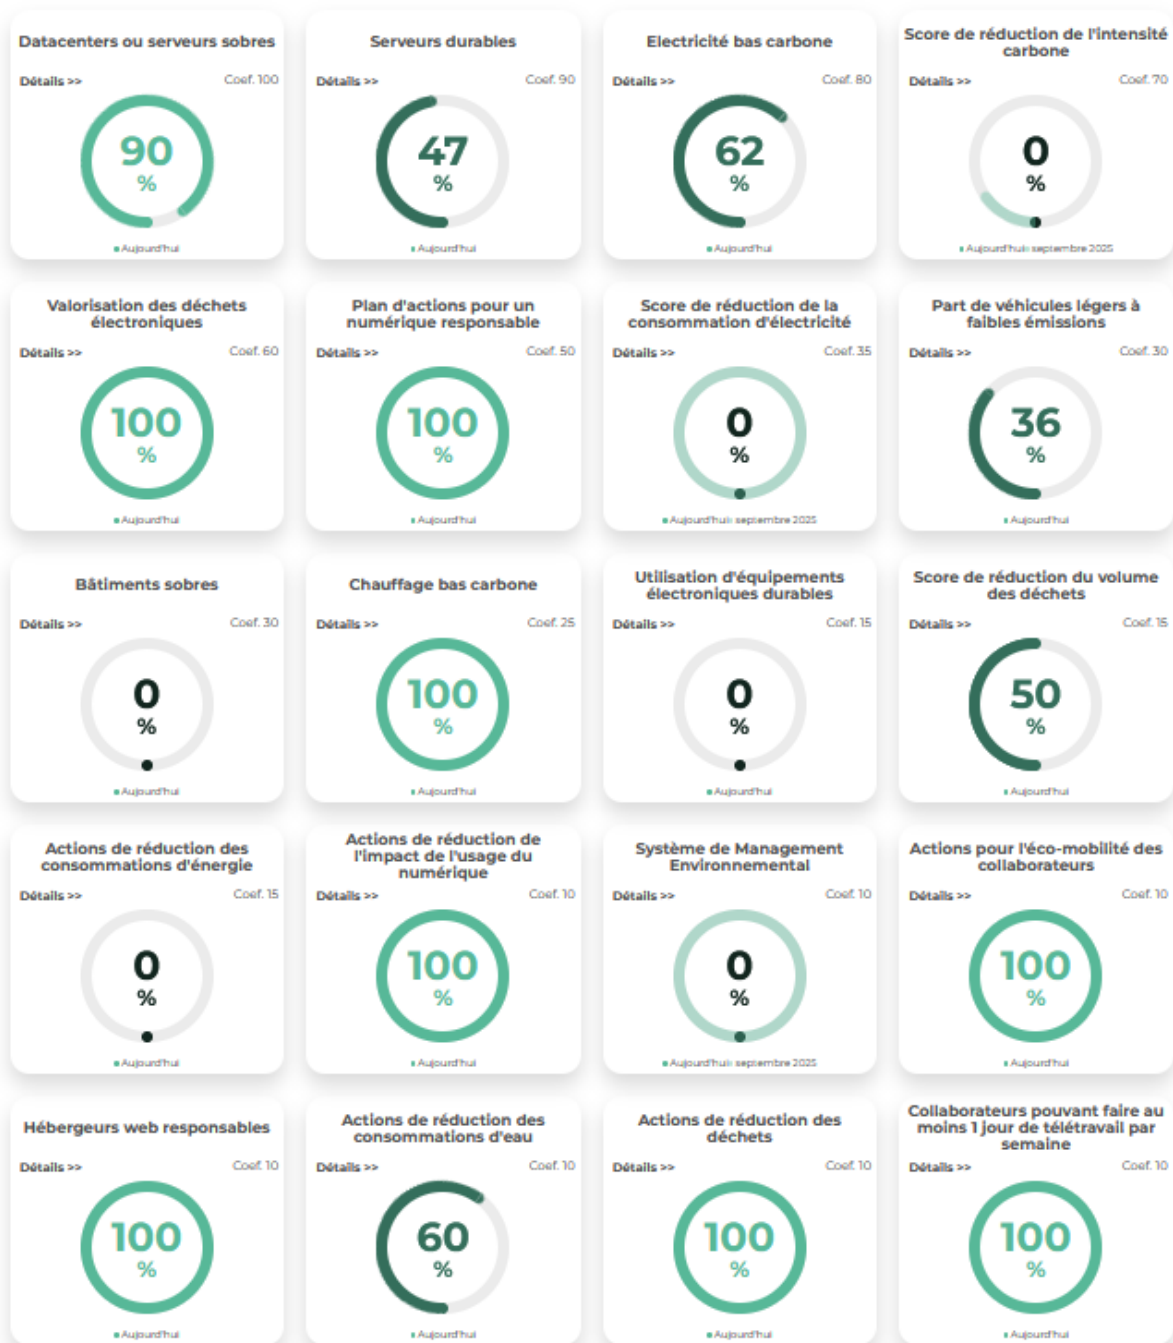 Datacenters ou serveurs sobres
Détails >>
Coef. 100
90
%
Aujourd'hui
Serveurs durables
Détails >>
Coef. 90
47
%
Aujourd'hui
Electricité bas carbone
Détails >>
Coef. 80
62
%
Aujourd'hui
Score de réduction de l'intensité
carbone
Détails >>
Coef. 70
0
%
Aujourd'hui septembre 2025
Valorisation des déchets
électroniques
Détails >>
Coef. 60
100
%
Aujourd'hui
Plan d'actions pour un
numérique responsable
Détails >>
Coef. 50
100
%
Aujourd'hui
Score de réduction de la
consommation d'électricité
Détails >>
Coef. 35
0
%
Aujourd'hui septembre 2025
Part de véhicules légers à
faibles émissions
Détails >>
Coef. 30
36
%
Aujourd'hui
Bâtiments sobres
Détails >>
Coef. 30
0
%
Aujourd'hui
Chauffage bas carbone
Détails >>
Coef. 25
100
%
Aujourd'hui
Utilisation d'équipements
électroniques durables
Détails >>
Coef. 15
0
%
Aujourd'hui
Score de réduction du volume
des déchets
Détails >>
Coef. 15
50
%
Aujourd'hui
Actions de réduction des
consommations d'énergie
Détails >>
Coef. 15
0
%
Aujourd'hui
Actions de réduction de
l'impact de l'usage du
numérique
Détails >>
Coef. 10
100
%
Aujourd'hui
Système de Management
Environnemental
Détails >>
Coef. 10
0
%
Aujourd'hui septembre 2025
Actions pour l'éco-mobilité des
collaborateurs
Détails >>
Coef. 10
100
%
Aujourd'hui
Hébergeurs web responsables
Détails >>
Coef. 10
100
%
Aujourd'hui
Actions de réduction des
consommations d'eau
Détails >>
Coef. 10
60
%
Aujourd'hui
Actions de réduction des
déchets
Détails >>
Coef. 10
100
%
Aujourd'hui
Collaborateurs pouvant faire au
moins 1 jour de télétravail par
semaine
Détails >>
Coef. 10
100
%
Aujourd'hui